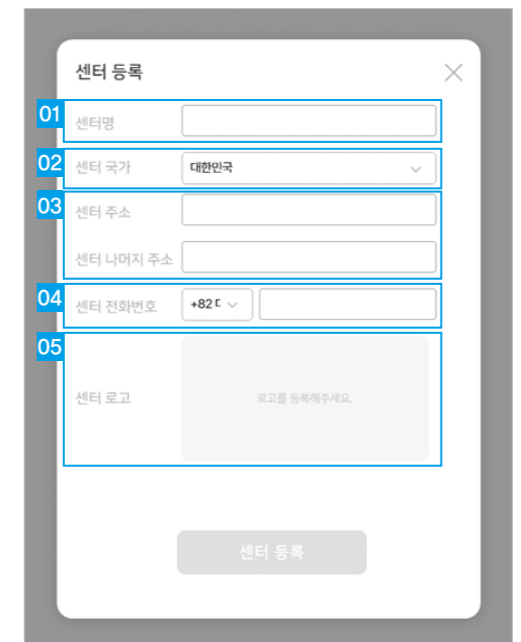 센터 등록
01 센터명
02 센터 국가 대한민국
03 센터 주소
센터 나머지 주소
04 센터 전화번호 +82
05
센터 로고 로고를 등록해주세요.
센터 등록